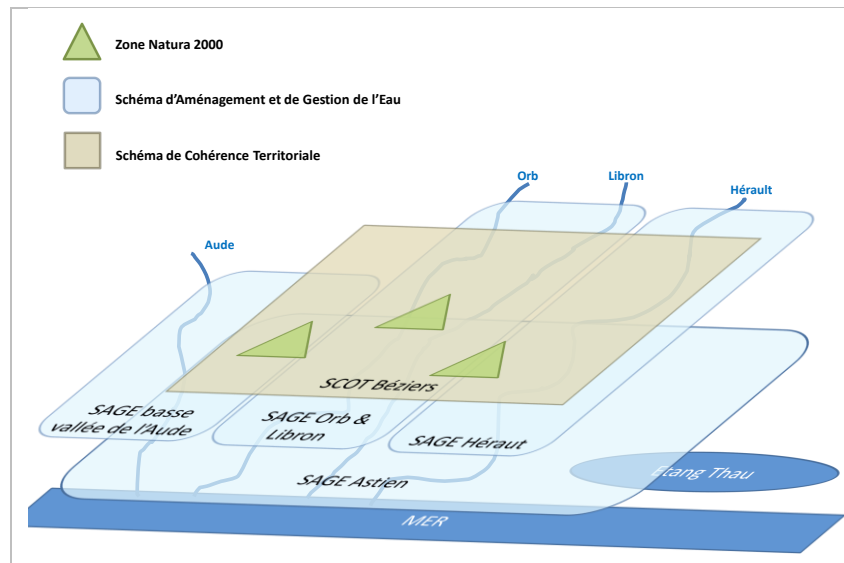 Zone Natura 2000
Schéma d'Aménagement et de Gestion de l'Eau
Schéma de Cohérence Territoriale
Orb
Libron
Hérault
Aude
SCOT Béziers
SAGE basse
vallée de l'Aude
SAGE Orb &
Libron
SAGE Héraut
SAGE Astien
Etang Thau
MER